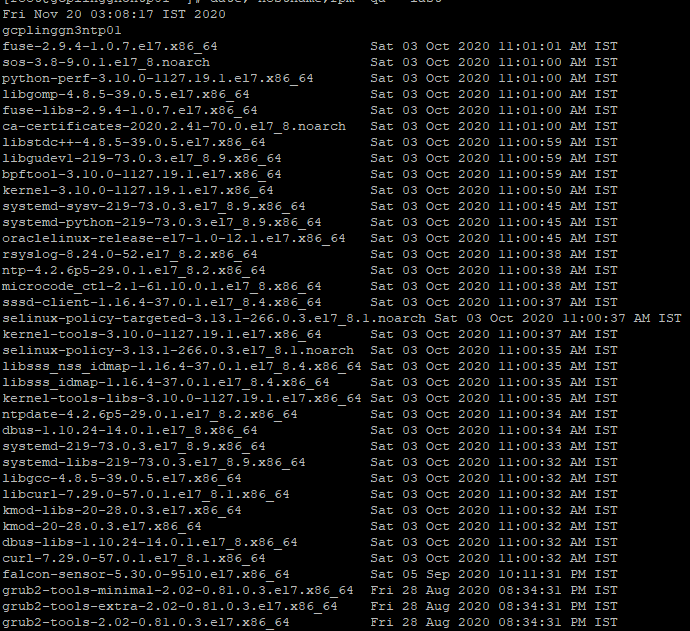 Fri Nov 20 03:08:17 IST 2020
gcplinggn3ntp01
fuse-2.9.4-1.0.7.el7.x86_64 Sat 03 Oct 2020 11:01:01 AM IST
sos-3.8-9.0.1.el7_8.noarch Sat 03 Oct 2020 11:01:00 AM IST
python-perf-3.10.0-1127.19.1.el7.x86_64 Sat 03 Oct 2020 11:01:00 AM IST
libgomp-4.8.5-39.0.5.el7.x86_64 Sat 03 Oct 2020 11:01:00 AM IST
fuse-libs-2.9.4-1.0.7.el7.x86_64 Sat 03 Oct 2020 11:01:00 AM IST
ca-certificates-2020.2.41-70.0.el7_8.noarch Sat 03 Oct 2020 11:01:00 AM IST
libstdc++-4.8.5-39.0.5.el7.x86_64 Sat 03 Oct 2020 11:00:59 AM IST
libgudev1-219-73.0.3.el7_8.9.x86_64 Sat 03 Oct 2020 11:00:59 AM IST
bpftool-3.10.0-1127.19.1.el7.x86_64 Sat 03 Oct 2020 11:00:59 AM IST
kernel-3.10.0-1127.19.1.el7.x86_64 Sat 03 Oct 2020 11:00:50 AM IST
systemd-sysv-219-73.0.3.el7_8.9.x86_64 Sat 03 Oct 2020 11:00:45 AM IST
systemd-python-219-73.0.3.el7_8.9.x86_64 Sat 03 Oct 2020 11:00:45 AM IST
oraclelinux-release-el7-1.0-12.1.el7.x86_64 Sat 03 Oct 2020 11:00:45 AM IST
rsyslog-8.24.0-52.el7_8.2.x86_64 Sat 03 Oct 2020 11:00:38 AM IST
ntp-4.2.6p5-29.0.1.el7_8.2.x86_64 Sat 03 Oct 2020 11:00:38 AM IST
microcode_ctl-2.1-61.10.0.1.el7_8.x86_64 Sat 03 Oct 2020 11:00:38 AM IST
sssd-client-1.16.4-37.0.1.el7_8.4.x86_64 Sat 03 Oct 2020 11:00:37 AM IST
selinux-policy-targeted-3.13.1-266.0.3.el7_8.1.noarch Sat 03 Oct 2020 11:00:37 AM IST
kernel-tools-3.10.0-1127.19.1.el7.x86_64 Sat 03 Oct 2020 11:00:37 AM IST
selinux-policy-3.13.1-266.0.3.el7_8.1.noarch Sat 03 Oct 2020 11:00:35 AM IST
libsss_nss_idmap-1.16.4-37.0.1.el7_8.4.x86_64 Sat 03 Oct 2020 11:00:35 AM IST
libsss_idmap-1.16.4-37.0.1.el7_8.4.x86_64 Sat 03 Oct 2020 11:00:35 AM IST
kernel-tools-libs-3.10.0-1127.19.1.el7.x86_64 Sat 03 Oct 2020 11:00:35 AM IST
ntpdate-4.2.6p5-29.0.1.el7_8.2.x86_64 Sat 03 Oct 2020 11:00:34 AM IST
dbus-1.10.24-14.0.1.el7_8.x86_64 Sat 03 Oct 2020 11:00:34 AM IST
systemd-219-73.0.3.el7_8.9.x86_64 Sat 03 Oct 2020 11:00:33 AM IST
systemd-libs-219-73.0.3.el7_8.9.x86_64 Sat 03 Oct 2020 11:00:32 AM IST
libgcc-4.8.5-39.0.5.el7.x86_64 Sat 03 Oct 2020 11:00:32 AM IST
libcurl-7.29.0-57.0.1.el7_8.1.x86_64 Sat 03 Oct 2020 11:00:32 AM IST
kmod-libs-20-28.0.3.el7.x86_64 Sat 03 Oct 2020 11:00:32 AM IST
kmod-20-28.0.3.el7.x86_64 Sat 03 Oct 2020 11:00:32 AM IST
dbus-libs-1.10.24-14.0.1.el7_8.x86_64 Sat 03 Oct 2020 11:00:32 AM IST
curl-7.29.0-57.0.1.el7_8.1.x86_64 Sat 03 Oct 2020 11:00:32 AM IST
falcon-sensor-5.30.0-9510.el7.x86_64 Sat 05 Sep 2020 10:11:31 PM IST
grub2-tools-minimal-2.02-0.81.0.3.el7.x86_64 Fri 28 Aug 2020 08:34:31 PM IST
grub2-tools-extra-2.02-0.81.0.3.el7.x86_64 Fri 28 Aug 2020 08:34:31 PM IST
grub2-tools-2.02-0.81.0.3.el7.x86_64 Fri 28 Aug 2020 08:34:31 PM IST